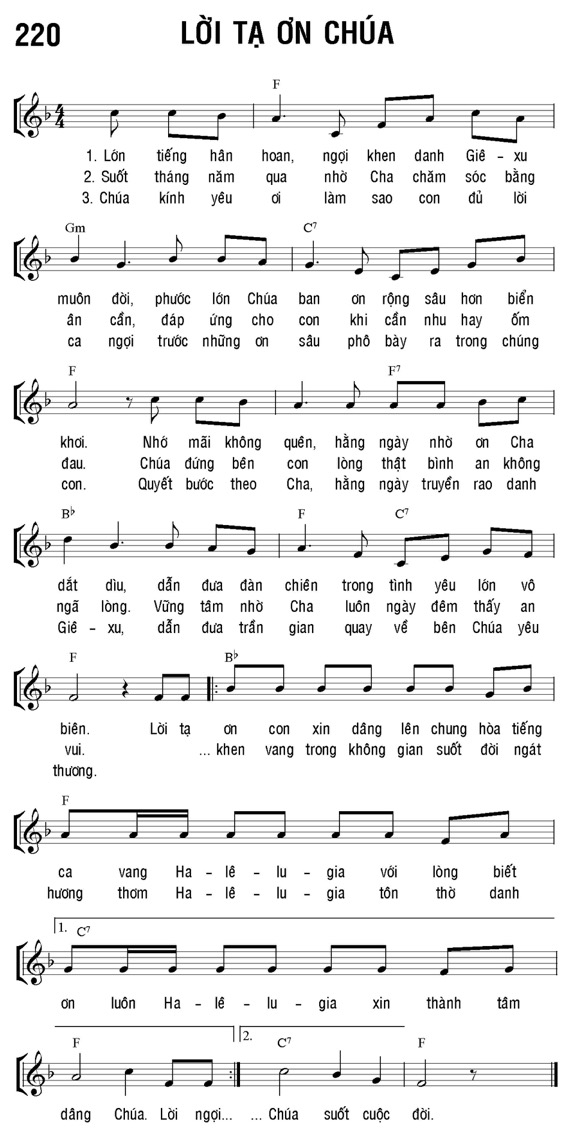 220 LỜI TẠ ƠN CHÚA
F
1. Lớn tiếng hân hoan, ngợi khen danh Giê-xu
2. Suốt tháng năm qua nhờ Cha chăm sóc bằng
3. Chúa kính yêu ơi làm sao con đủ lời
Gm C7
muôn đời, phước lớn Chúa ban ơn rộng sâu hơn biển
ân cần, đáp ứng cho con khi cần nhu hay ốm
ca ngợi trước những ơn sâu phô bày ra trong chúng
F F7
khơi. Nhớ mãi không quên, hằng ngày nhờ ơn Cha
đau. Chúa đứng bên con lòng thật bình an không
con. Quyết bước theo Cha, hằng ngày truyền rao danh
Bb F C7
dắt dìu, dẫn đưa đàn chiên trong tình yêu lớn vô
ngã lòng. Vững tâm nhờ Cha luôn ngày đêm thấy an
Giê-xu, dẫn đưa trần gian quay về bên Chúa yêu
F Bb
biên. Lời tạ ơn con xin dâng lên chung hòa tiếng
vui. ... khen vang trong không gian suốt đời ngát
thương.
F
ca vang Ha-lê-lu-gia với lòng biết
hương thơm Ha-lê-lu-gia tôn thờ danh
1. C7
ơn luôn Ha-lê-lu-gia xin thành tâm
F 2. C7 F
dâng Chúa. Lời ngợi... ... Chúa suốt cuộc đời.